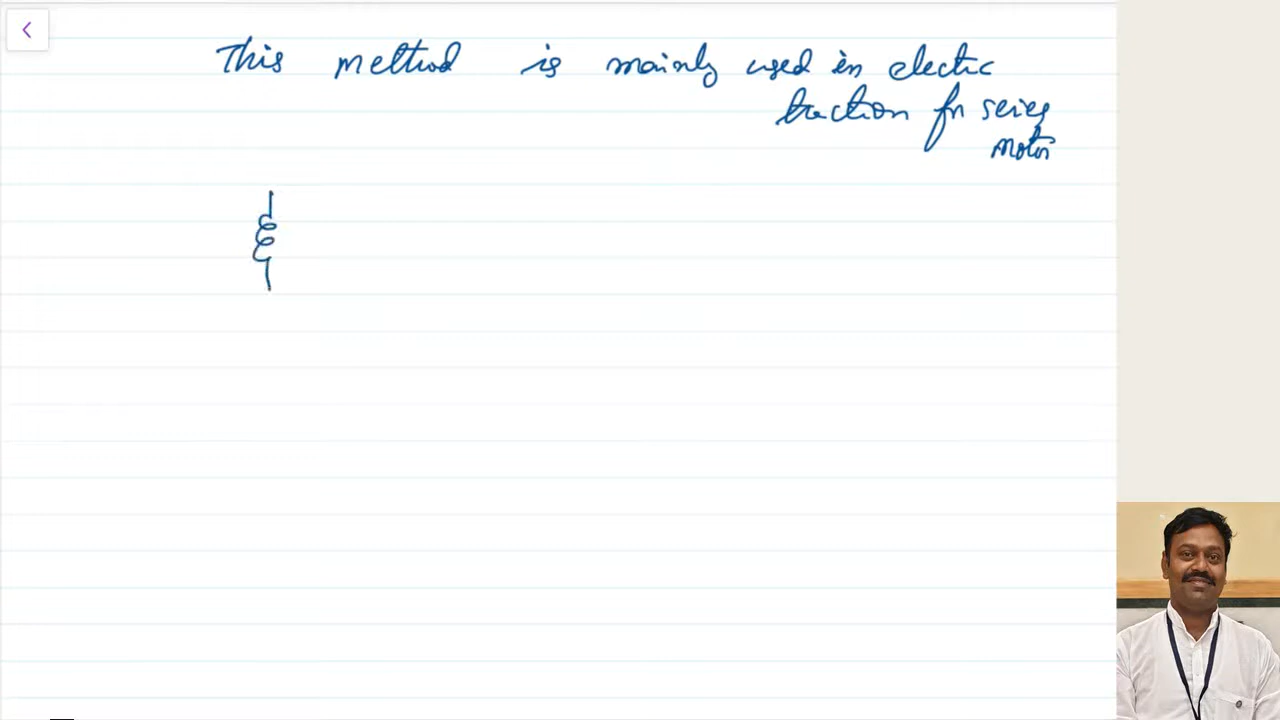 This method is mainly used in electric
traction for series
motor